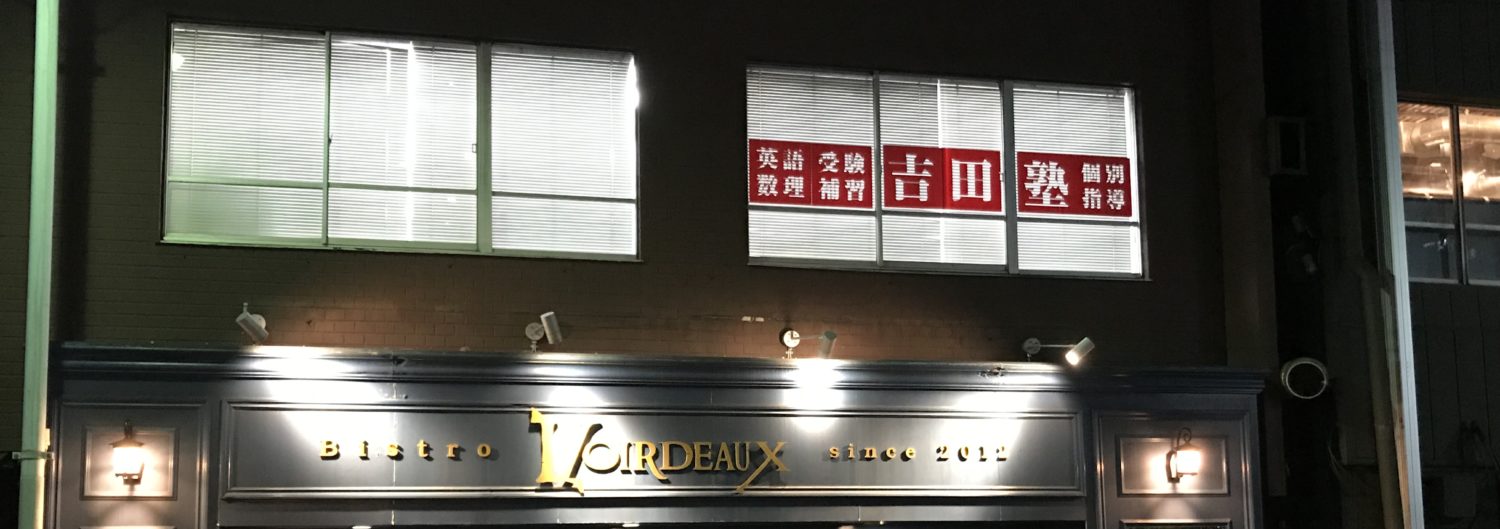 英語 受験 吉田塾 個別
数理 補習 指導
Bistro VOIRDEAUX since 2012